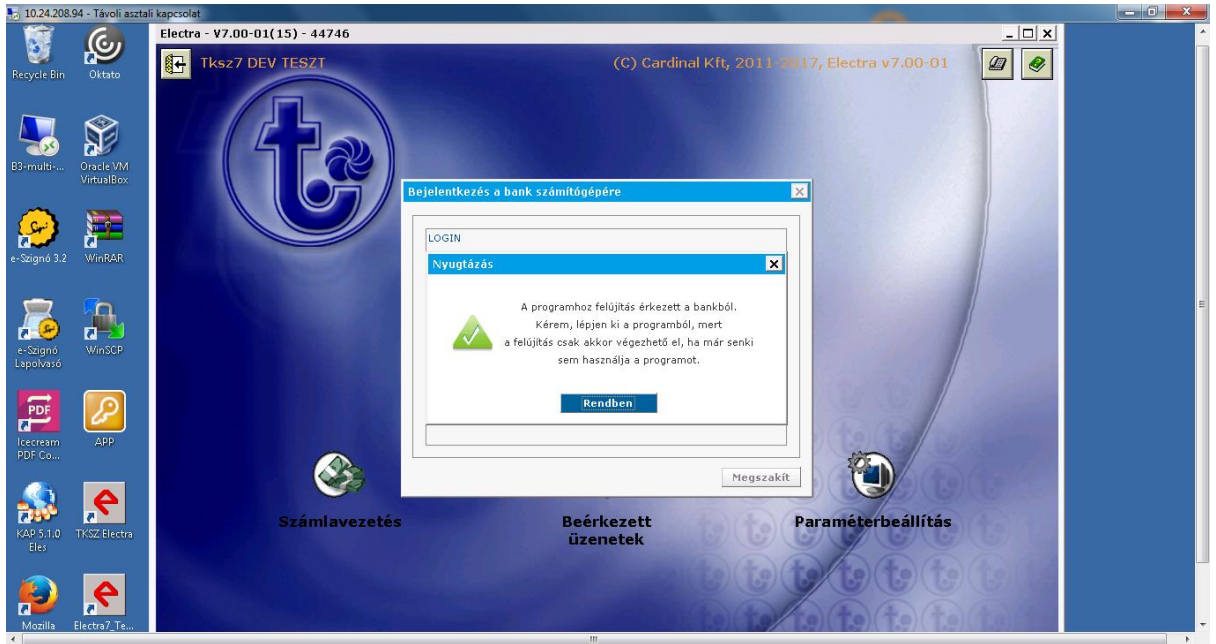 10.24.208.94 - Távoli asztali kapcsolat
Recycle Bin
Oktato
B3-multi-...
Oracle VM
VirtualBox
e-Szignó 3.2
WinRAR
e-Szignó
Lapolvasó
WinSCP
PDF
Icecream
PDF Co...
APP
KAP 5.1.0
Eles
TKSZ Electra
Mozilla
Electra7_Te...
Electra - V7.00-01(15) - 44746
Tksz7 DEV TESZT
(C) Cardinal Kft, 2011-2017, Electra v7.00-01
Bejelentkezés a bank számítógépére
LOGIN
Nyugtázás
A programhoz felújítás érkezett a bankból.
Kérem, lépjen ki a programból, mert
a felújítás csak akkor végezhető el, ha már senki
sem használja a programot.
Rendben
Megszakít
Számlavezetés
Beérkezett
üzenetek
Paraméterbeállítás